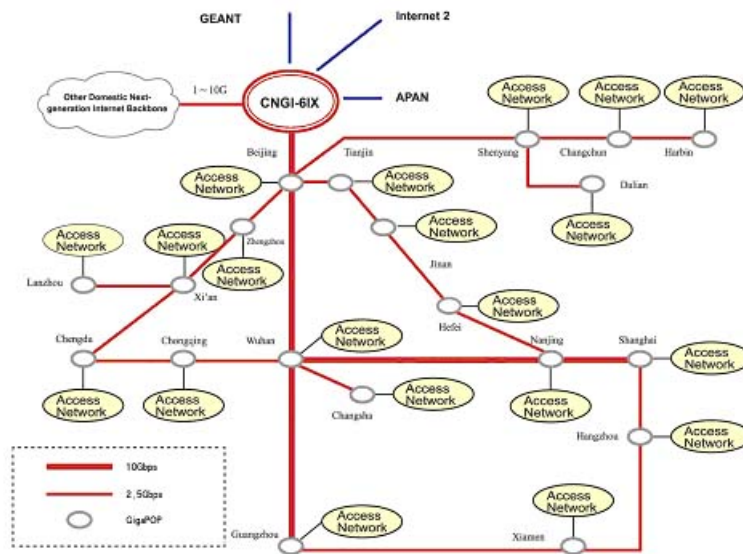 GEANT
Internet 2
Other Domestic Next-
generation Internet Backbone
1~10G
CNGI-6IX
APAN
Access
Network
Access
Network
Access
Network
Beijing
Tianjin
Shenyang
Changchun
Harbin
Access
Network
Access
Network
Dalian
Access
Network
Access
Network
Access
Network
Zhengzhou
Access
Network
Access
Network
Jinan
Lanzhou
Xi'an
Access
Network
Hefei
Chengdu
Chongqing
Wuhan
Access
Network
Nanjing
Shanghai
Access
Network
Access
Network
Access
Network
Changsha
Access
Network
Access
Network
Hangzhou
Access
Network
10Gbps
2,5Gbps
GigaPOP
Guangzhou
Access
Network
Xiamen
Access
Network